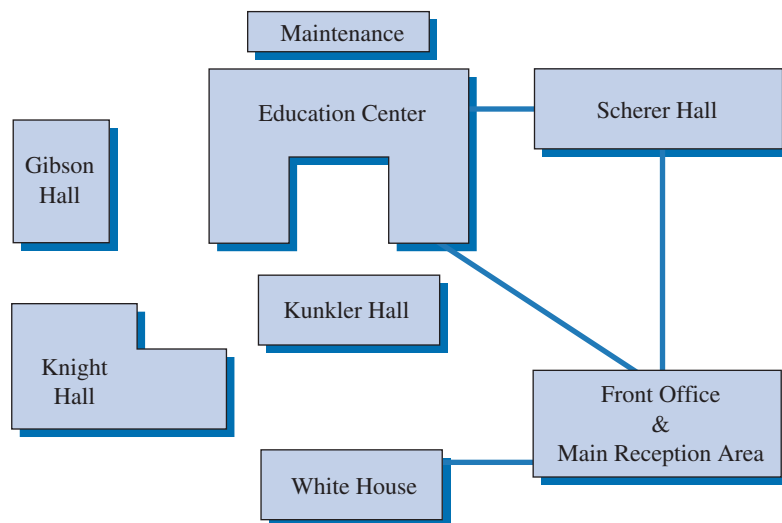 Maintenance
Education Center
Scherer Hall
Gibson
Hall
Kunkler Hall
Knight
Hall
Front Office
&
Main Reception Area
White House